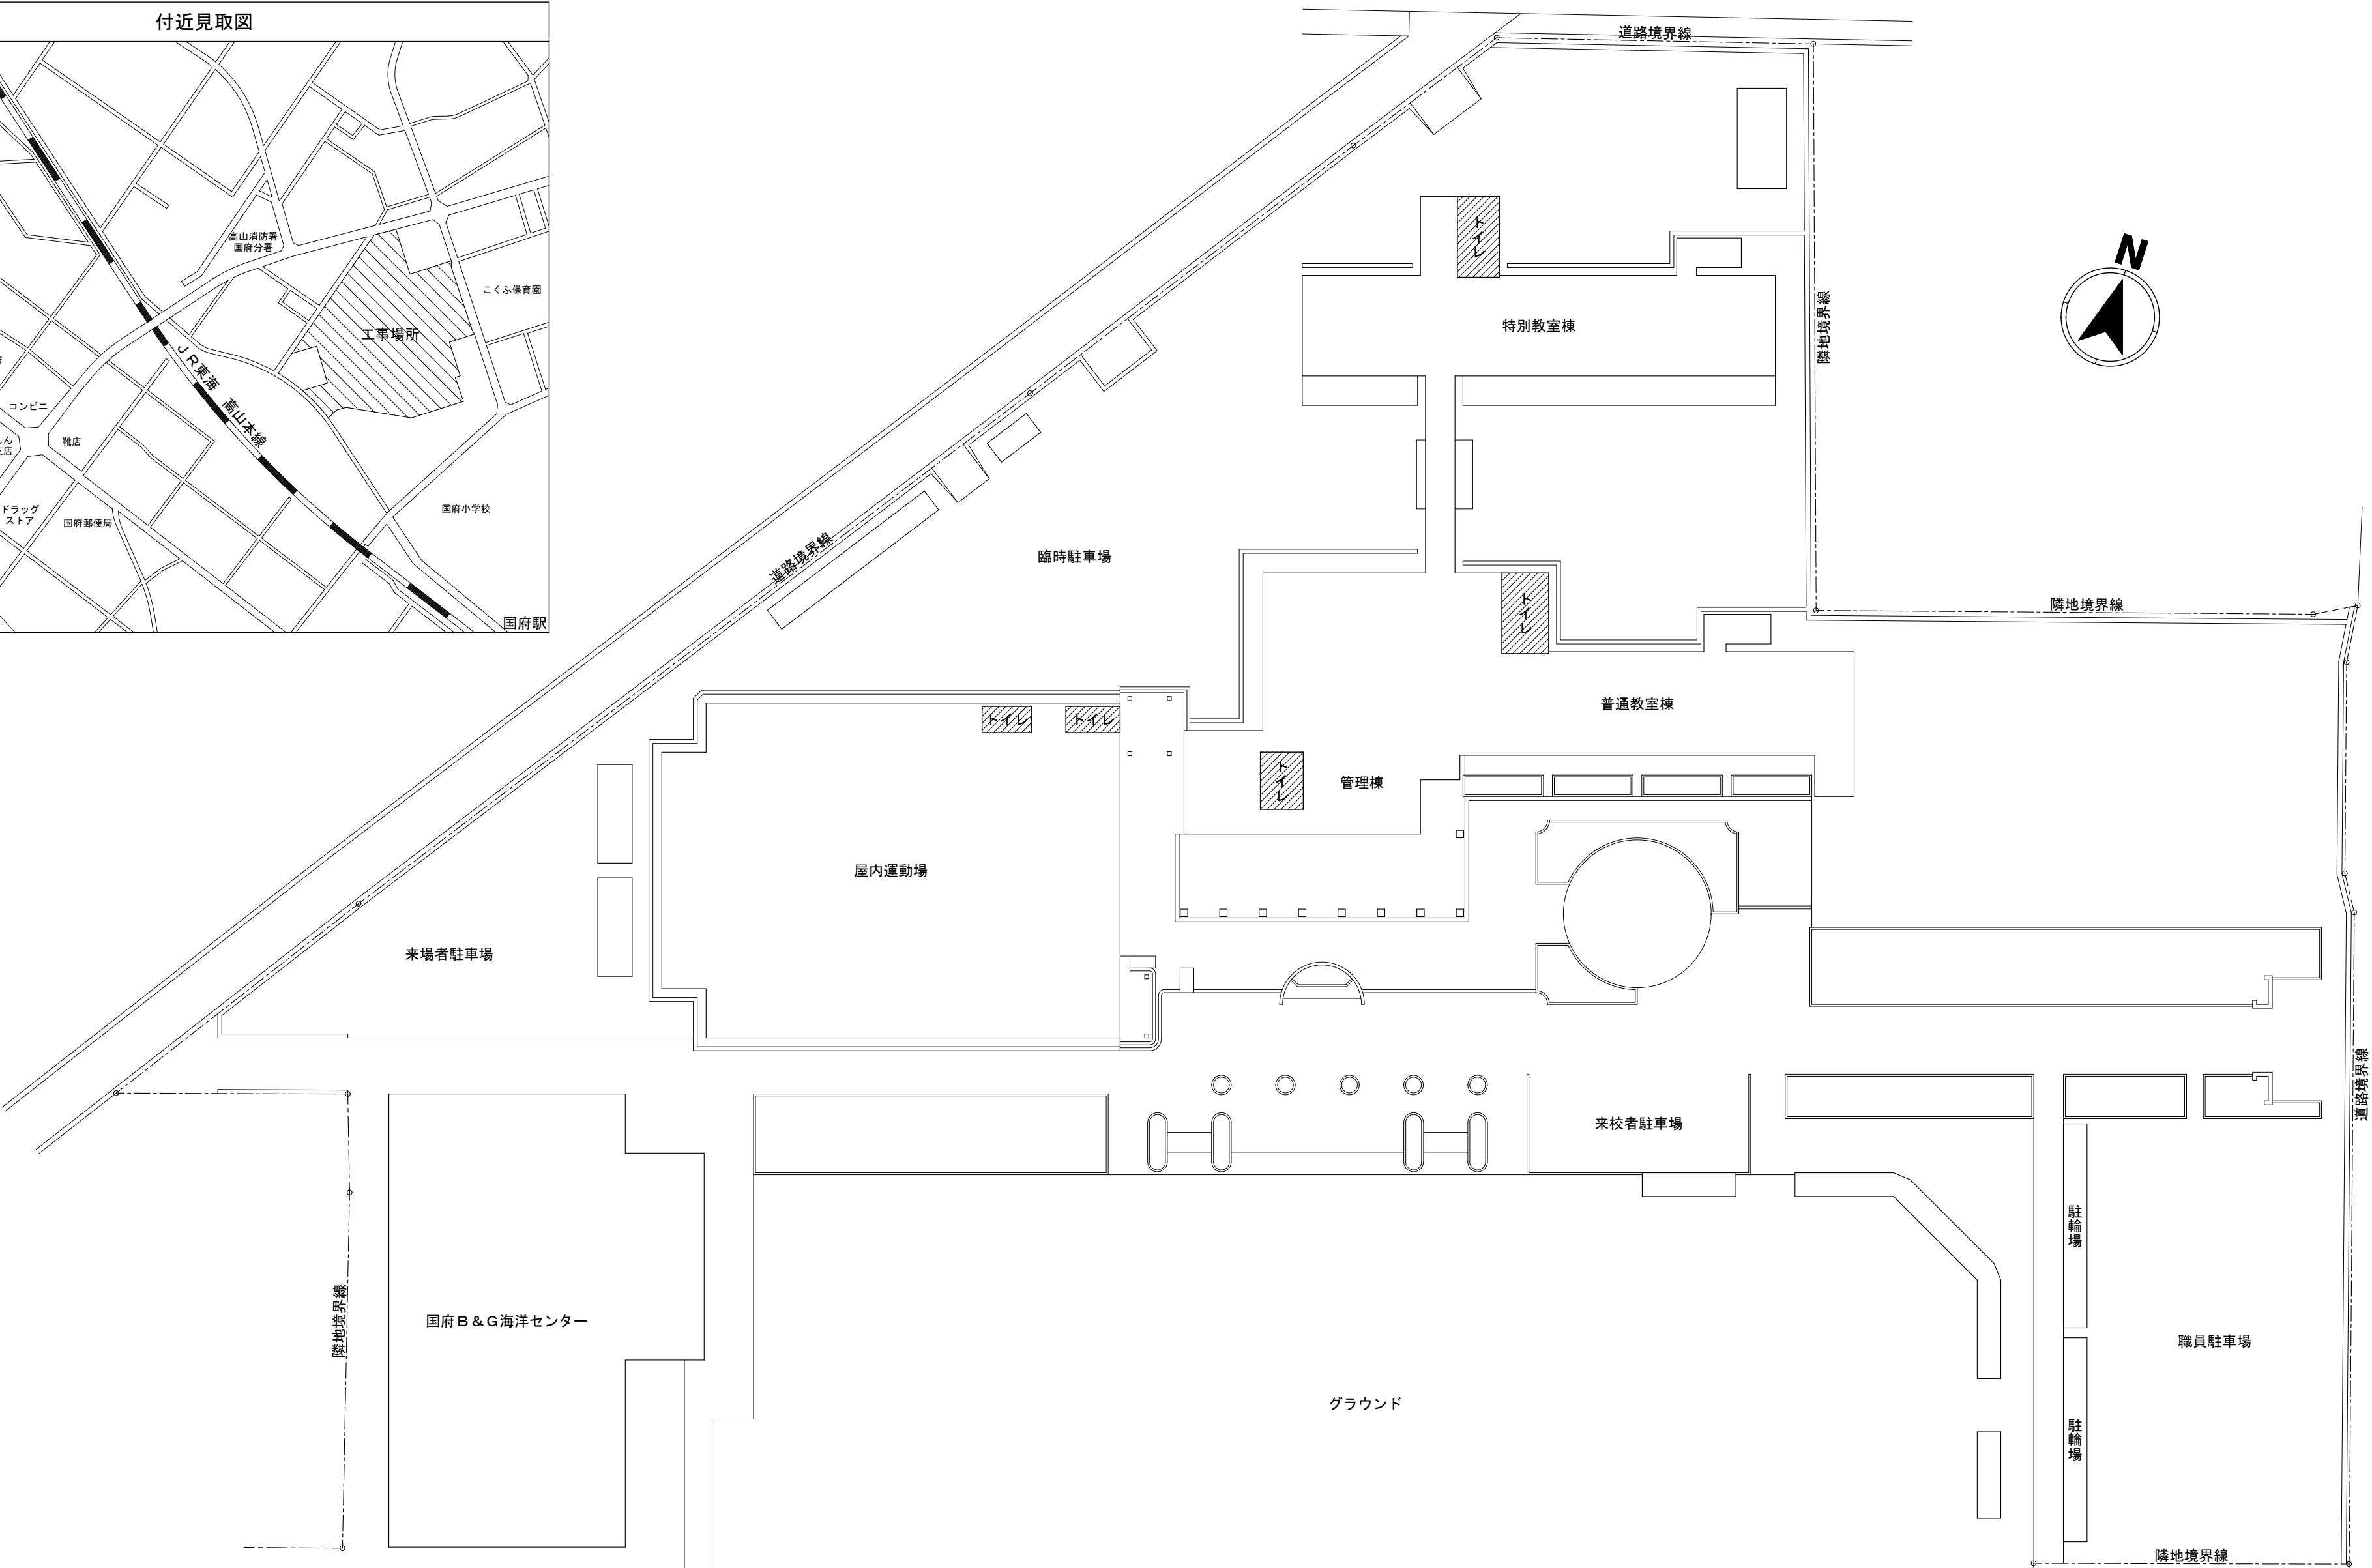 付近見取図
高山消防署
国府分署
こくふ保育園
工事場所
ＪＲ東海　高山本線
コンビニ
靴店
ドラッグ
ストア
国府郵便局
国府小学校
国府駅
道路境界線
N
トイレ
特別教室棟
隣地境界線
道路境界線
臨時駐車場
トイレ
隣地境界線
普通教室棟
トイレ
トイレ
トイレ
管理棟
屋内運動場
来場者駐車場
道路境界線
来校者駐車場
駐輪場
隣地境界線
国府Ｂ＆Ｇ海洋センター
職員駐車場
グラウンド
駐輪場
隣地境界線